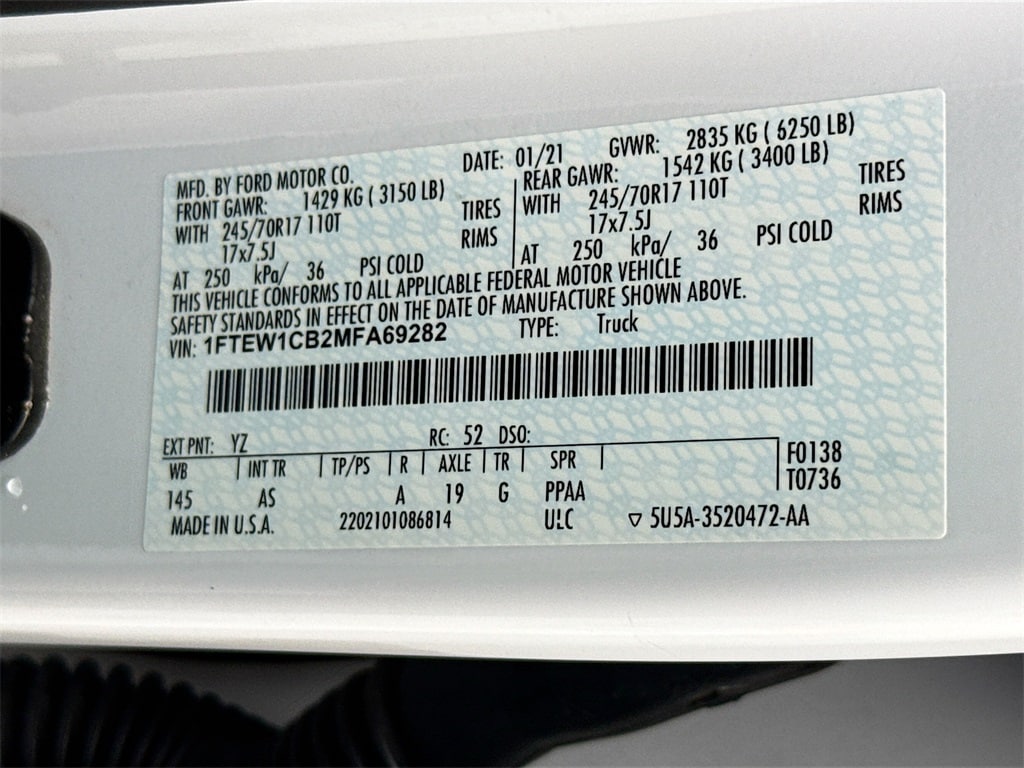 MFD. BY FORD MOTOR CO. DATE: 01/21 GVWR: 2835 KG ( 6250 LB)
FRONT GAWR: 1429 KG ( 3150 LB) REAR GAWR: 1542 KG ( 3400 LB)
WITH 245/70R17 110T TIRES WITH 245/70R17 110T TIRES
17x7.5J RIMS 17x7.5J RIMS
AT 250 kPa/ 36 PSI COLD AT 250 kPa/ 36 PSI COLD
THIS VEHICLE CONFORMS TO ALL APPLICABLE FEDERAL MOTOR VEHICLE
SAFETY STANDARDS IN EFFECT ON THE DATE OF MANUFACTURE SHOWN ABOVE.
VIN: 1FTEW1CB2MFA69282 TYPE: Truck
EXT PNT: YZ RC: 52 DSO:
WB INT TR TP/PS R AXLE TR SPR F0138
145 AS A 19 G PPAA T0736
MADE IN U.S.A. 2202101086814 ULC ▽ 5U5A-3520472-AA